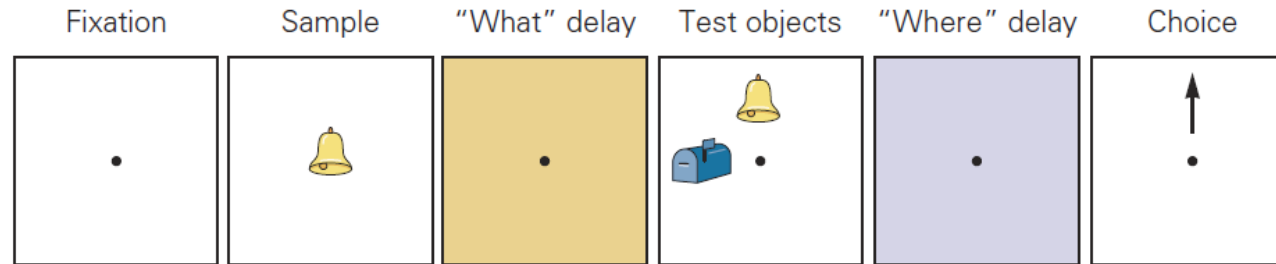 Fixation Sample “What” delay Test objects “Where” delay Choice